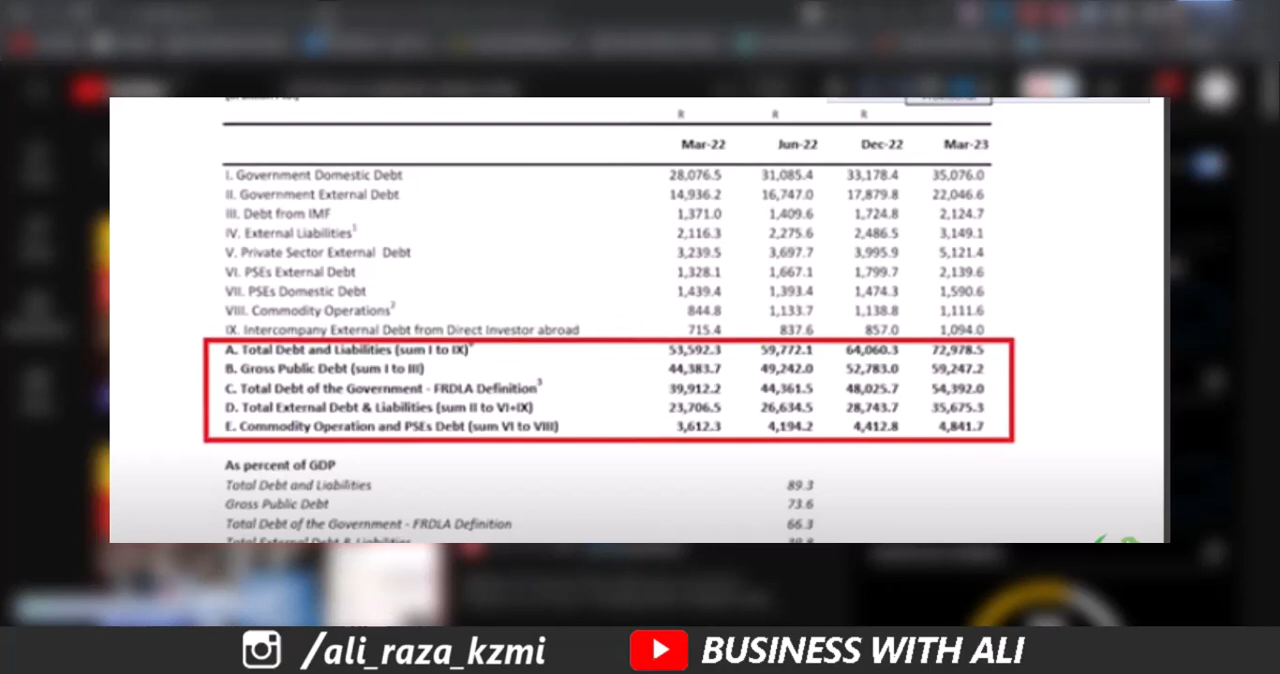 R R R
Mar-22 Jun-22 Dec-22 Mar-23
I. Government Domestic Debt 28,076.5 31,085.4 33,178.4 35,076.0
II. Government External Debt 14,936.2 16,747.0 17,879.8 22,046.6
III. Debt from IMF 1,371.0 1,409.6 1,724.8 2,124.7
IV. External Liabilities¹ 2,116.3 2,275.6 2,486.5 3,149.1
V. Private Sector External Debt 3,239.5 3,697.7 3,995.9 5,121.4
VI. PSEs External Debt 1,328.1 1,667.1 1,799.7 2,139.6
VII. PSEs Domestic Debt 1,439.4 1,393.4 1,474.3 1,590.6
VIII. Commodity Operations² 844.8 1,133.7 1,138.8 1,111.6
IX. Intercompany External Debt from Direct Investor abroad 715.4 837.6 857.0 1,094.0
A. Total Debt and Liabilities (sum I to IX) 53,592.3 59,772.1 64,060.3 72,978.5
B. Gross Public Debt (sum I to III) 44,383.7 49,242.0 52,783.0 59,247.2
C. Total Debt of the Government - FRDLA Definition³ 39,912.2 44,361.5 48,025.7 54,392.0
D. Total External Debt & Liabilities (sum II to VI+IX) 23,706.5 26,634.5 28,743.7 35,675.3
E. Commodity Operation and PSEs Debt (sum VI to VIII) 3,612.3 4,194.2 4,412.8 4,841.7
As percent of GDP
Total Debt and Liabilities 89.3
Gross Public Debt 73.6
Total Debt of the Government - FRDLA Definition 66.3
Total External Debt & Liabilities
/ali_raza_kzmi BUSINESS WITH ALI